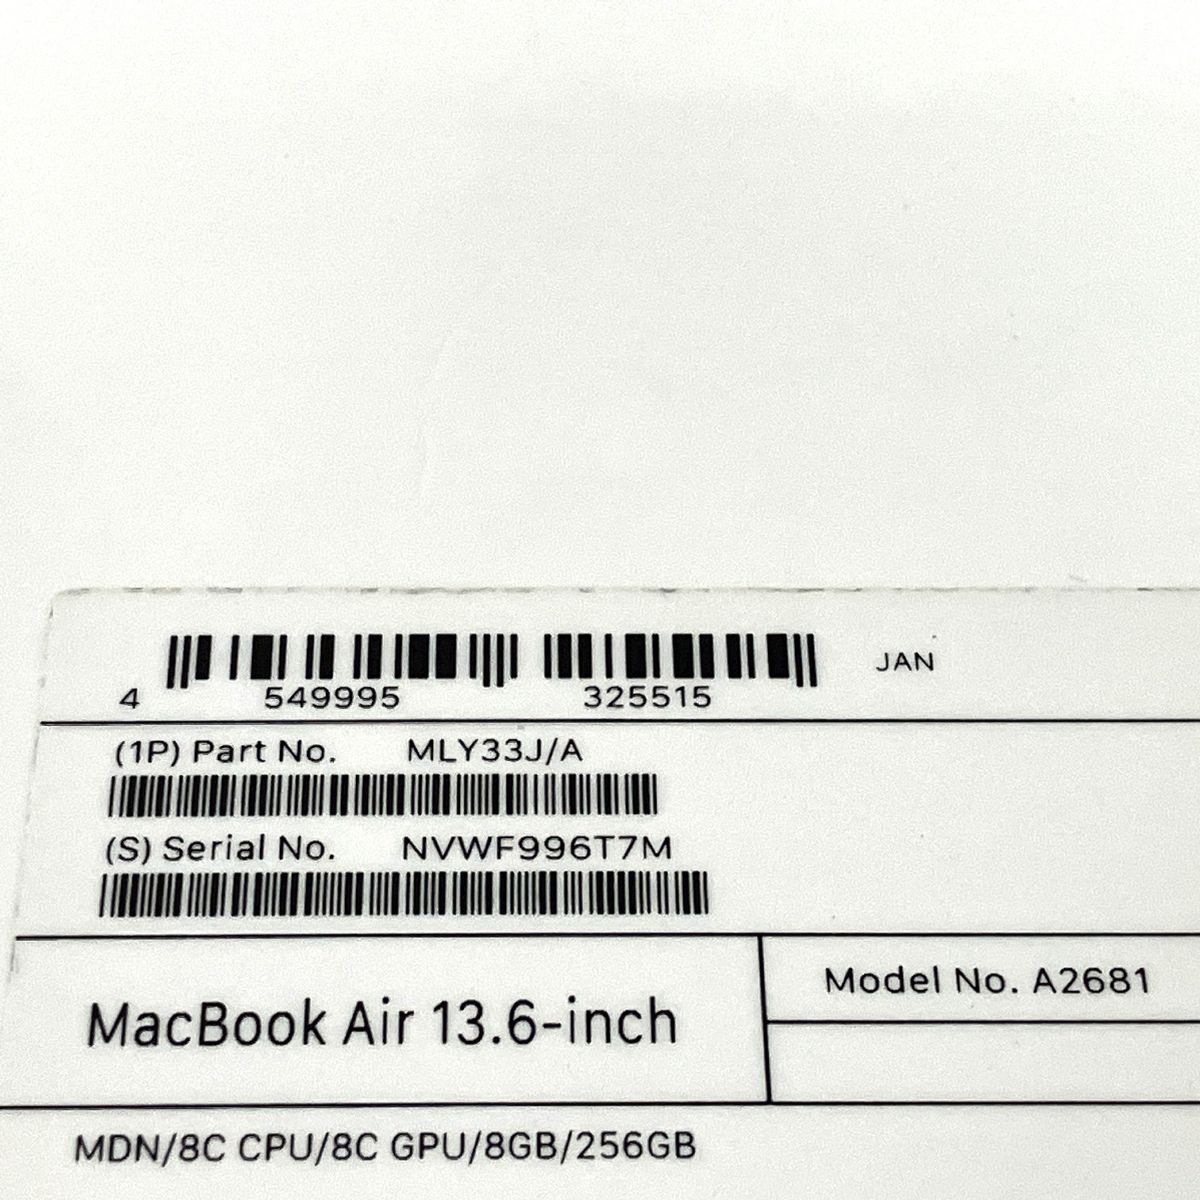 4 549995 325515 JAN
(1P) Part No. MLY33J/A
(S) Serial No. NVWF996T7M
MacBook Air 13.6-inch
Model No. A2681
MDN/8C CPU/8C GPU/8GB/256GB